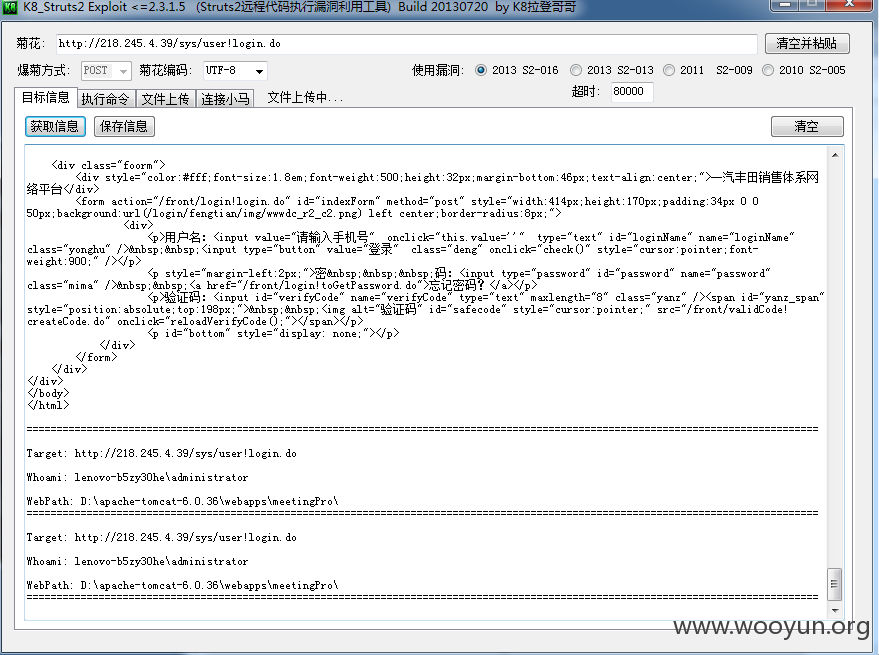 K8_Struts2 Exploit <=2.3.1.5 (Struts2远程代码执行漏洞利用工具) Build 20130720 by K8拉登哥哥
菊花: http://218.245.4.39/sys/user!login.do 清空并粘贴
爆菊方式: POST 菊花编码: UTF-8 使用漏洞: 2013 S2-016 2013 S2-013 2011 S2-009 2010 S2-005
目标信息 执行命令 文件上传 连接小马 文件上传中... 超时: 80000
获取信息 保存信息 清空
<div class="foorm">
<div style="color:#fff;font-size:1.8em;font-weight:500;height:32px;margin-bottom:46px;text-align:center;">一汽丰田销售体系网
络平台</div>
<form action="/front/login!login.do" id="indexForm" method="post" style="width:414px;height:170px;padding:34px 0 0
50px;background:url(/login/fengtian/img/wwwdc_r2_c2.png) left center;border-radius:8px;">
<div>
<p>用户名: <input value="请输入手机号" onclick="this.value=''" type="text" id="loginName" name="loginName"
class="yonghu" />&nbsp;&nbsp;<input type="button" value="登录" class="deng" onclick="check()" style="cursor:pointer;font-
weight:900;" /></p>
<p style="margin-left:2px;">密&nbsp;&nbsp;&nbsp;码: <input type="password" id="password" name="password"
class="mima" />&nbsp;&nbsp;<a href="/front/login!toGetPassword.do">忘记密码? </a></p>
<p>验证码: <input id="verifyCode" name="verifyCode" type="text" maxlength="8" class="yanz" /><span id="yanz_span"
style="position:absolute;top:198px;">&nbsp;&nbsp;<img alt="验证码" id="safecode" style="cursor:pointer;" src="/front/validCode!
createCode.do" onclick="reloadVerifyCode();"></span></p>
<p id="bottom" style="display: none;"></p>
</div>
</form>
</div>
</div>
</body>
</html>
Target: http://218.245.4.39/sys/user!login.do
Whoami: lenovo-b5zy30he\administrator
WebPath: D:\apache-tomcat-6.0.36\webapps\meetingPro\
Target: http://218.245.4.39/sys/user!login.do
Whoami: lenovo-b5zy30he\administrator
WebPath: D:\apache-tomcat-6.0.36\webapps\meetingPro\
www.wooyun.org